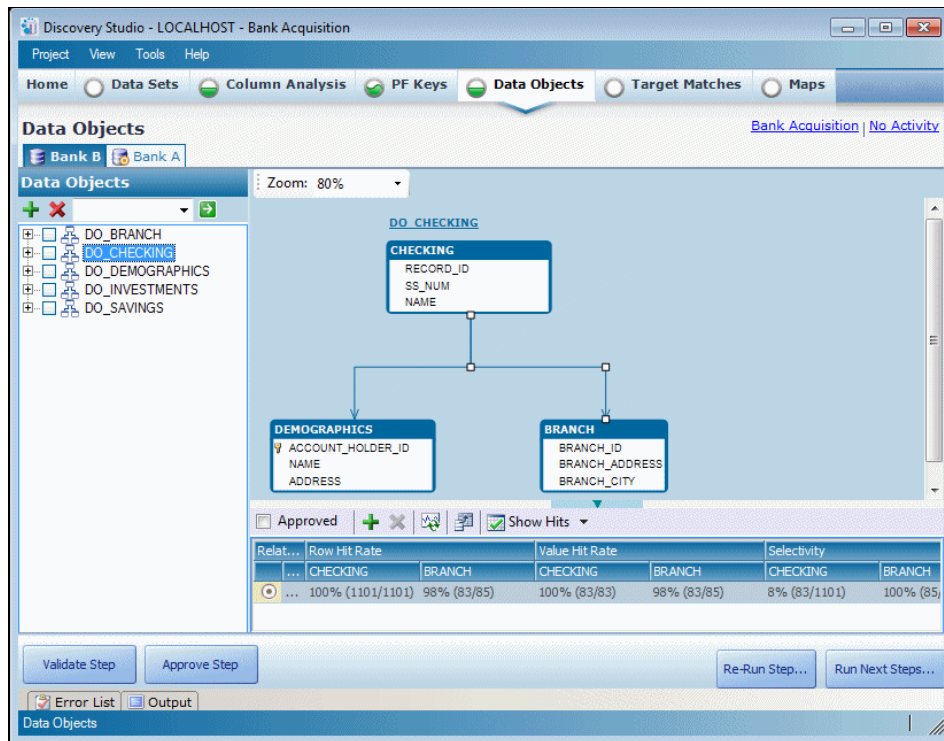 Discovery Studio - LOCALHOST - Bank Acquisition
Project View Tools Help
Home Data Sets Column Analysis PF Keys Data Objects Target Matches Maps
Data Objects
Bank Acquisition | No Activity
Bank B Bank A
Data Objects
Zoom: 80%
DO_BRANCH
DO_CHECKING
DO_DEMOGRAPHICS
DO_INVESTMENTS
DO_SAVINGS
DO_CHECKING
CHECKING
RECORD_ID
SS_NUM
NAME
DEMOGRAPHICS
ACCOUNT_HOLDER_ID
NAME
ADDRESS
BRANCH
BRANCH_ID
BRANCH_ADDRESS
BRANCH_CITY
Approved Show Hits
Relat... Row Hit Rate Value Hit Rate Selectivity
... CHECKING BRANCH CHECKING BRANCH CHECKING BRANCH
... 100% (1101/1101) 98% (83/85) 100% (83/83) 98% (83/85) 8% (83/1101) 100% (85/
Validate Step Approve Step Re-Run Step... Run Next Steps...
Error List Output
Data Objects